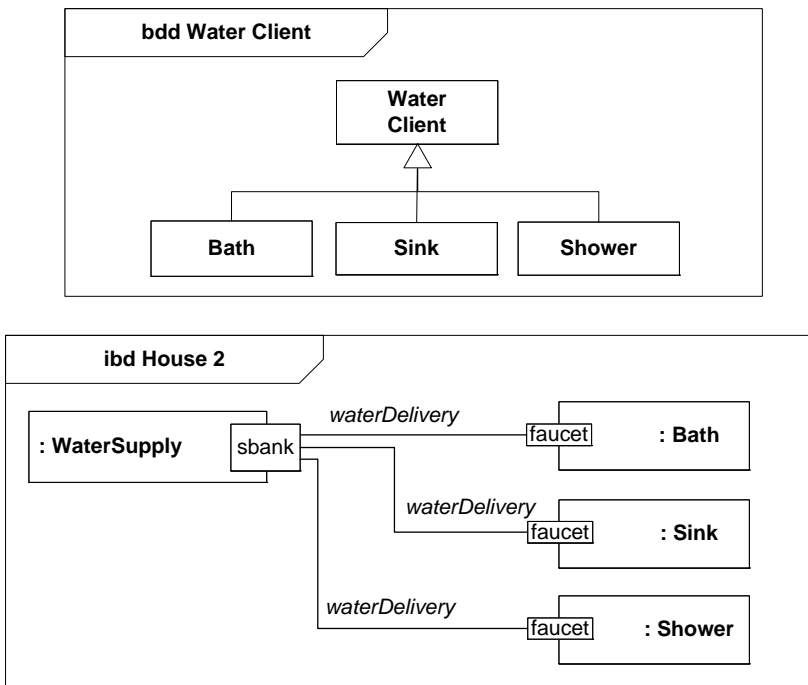 bdd Water Client
Water
Client
Bath
Sink
Shower
ibd House 2
: WaterSupply
sbank
waterDelivery
faucet
: Bath
waterDelivery
faucet
: Sink
waterDelivery
faucet
: Shower